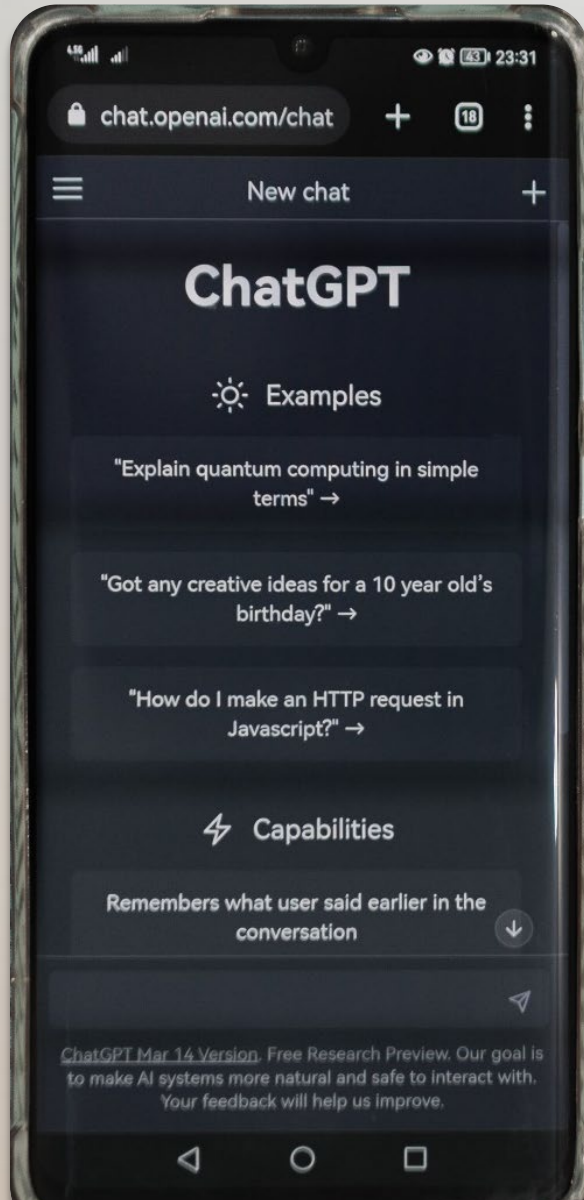 4.5G 43 23:31
chat.openai.com/chat 18
New chat
ChatGPT
Examples
"Explain quantum computing in simple
terms" →
"Got any creative ideas for a 10 year old’s
birthday?" →
"How do I make an HTTP request in
Javascript?" →
Capabilities
Remembers what user said earlier in the
conversation
ChatGPT Mar 14 Version. Free Research Preview. Our goal is
to make AI systems more natural and safe to interact with.
Your feedback will help us improve.